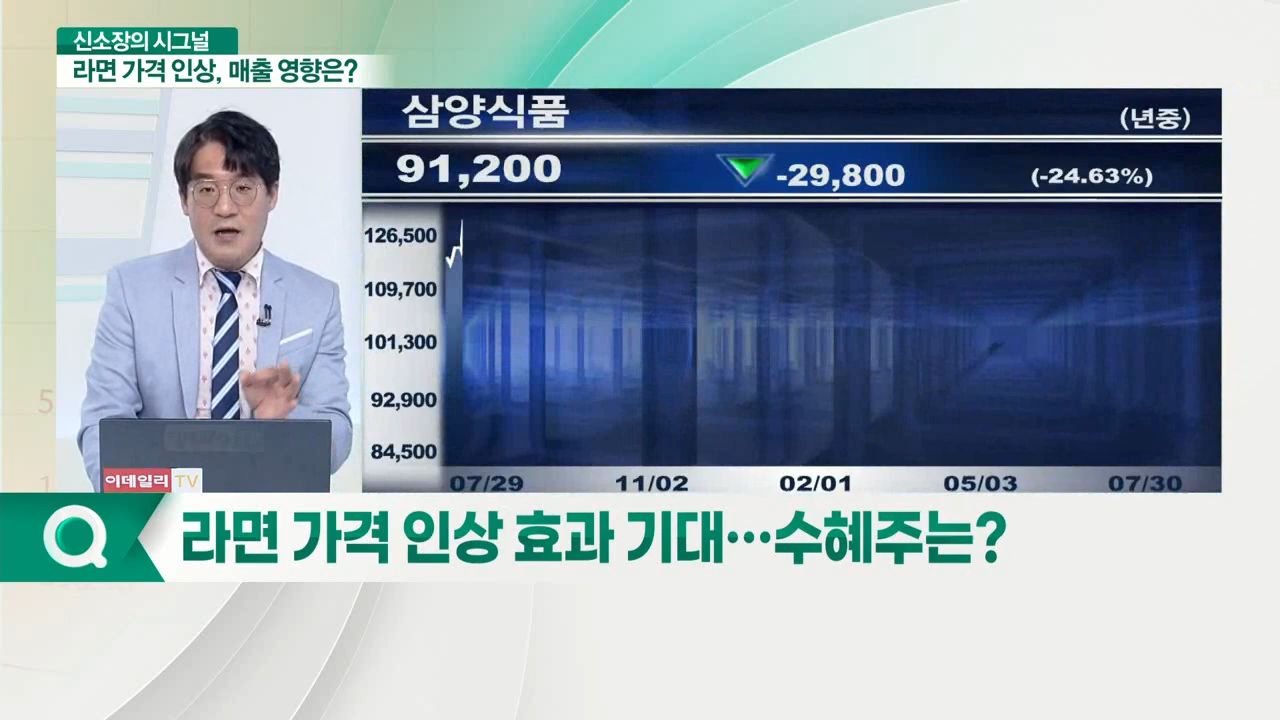 신소장의 시그널
라면 가격 인상, 매출 영향은?
삼양식품
(년중)
91,200
-29,800
(-24.63%)
126,500
109,700
101,300
92,900
84,500
07/29
11/02
02/01
05/03
07/30
이데일리 TV
5
1
Q
라면 가격 인상 효과 기대…수혜주는?